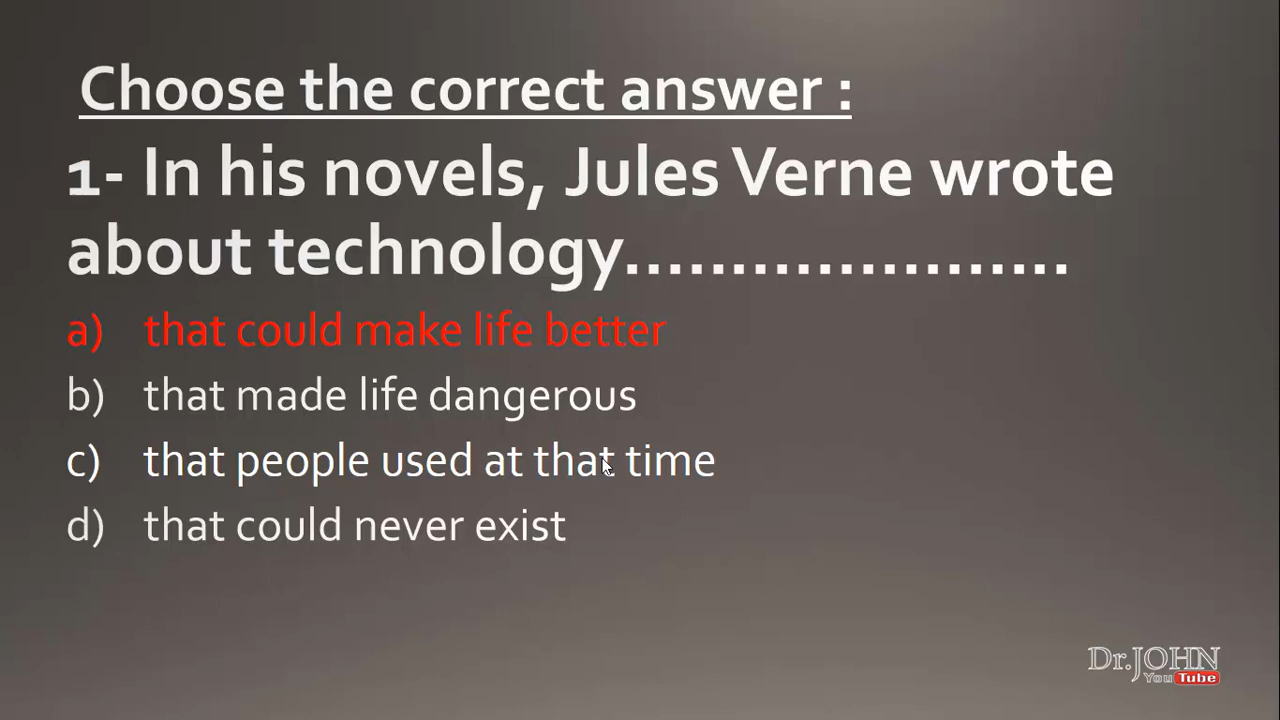 Choose the correct answer :
1- In his novels, Jules Verne wrote
about technology.....................
a) that could make life better
b) that made life dangerous
c) that people used at that time
d) that could never exist
Dr.JOHN
YouTube